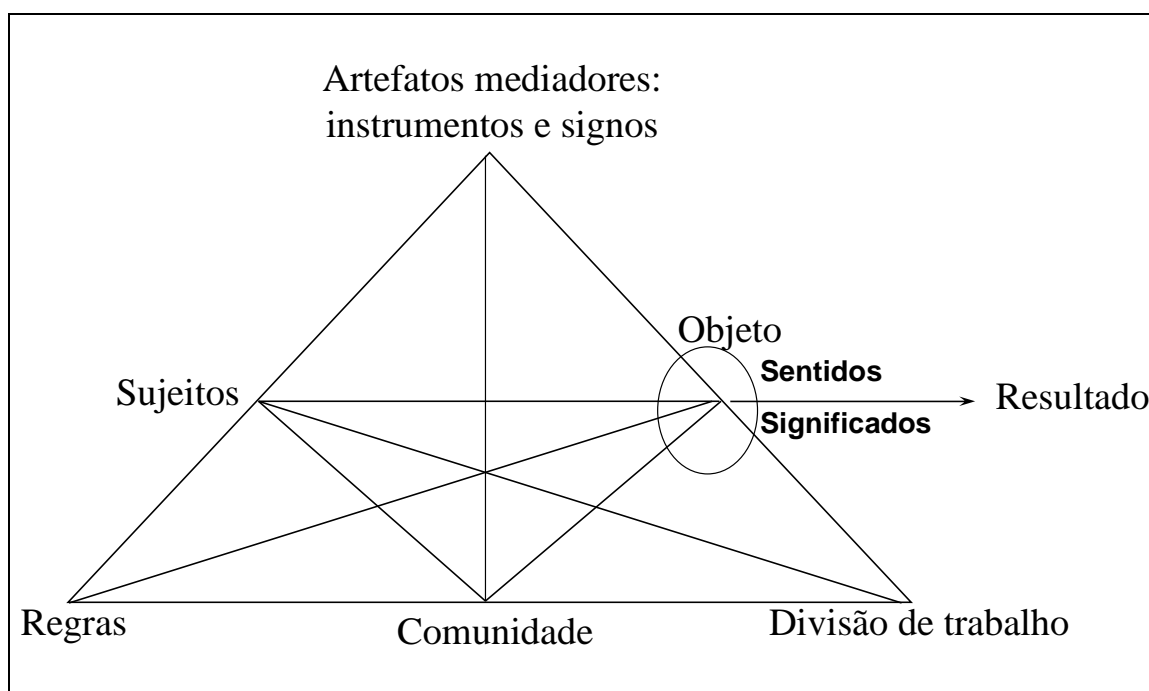 Artefatos mediadores:
instrumentos e signos
Objeto
Sentidos
Sujeitos
Resultado
Significados
Regras
Comunidade
Divisão de trabalho